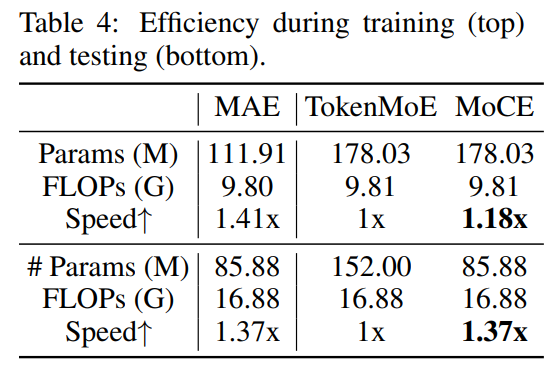 Table 4: Efficiency during training (top)
and testing (bottom).
MAE TokenMoE MoCE
Params (M) 111.91 178.03 178.03
FLOPs (G) 9.80 9.81 9.81
Speed↑ 1.41x 1x 1.18x
# Params (M) 85.88 152.00 85.88
FLOPs (G) 16.88 16.88 16.88
Speed↑ 1.37x 1x 1.37x